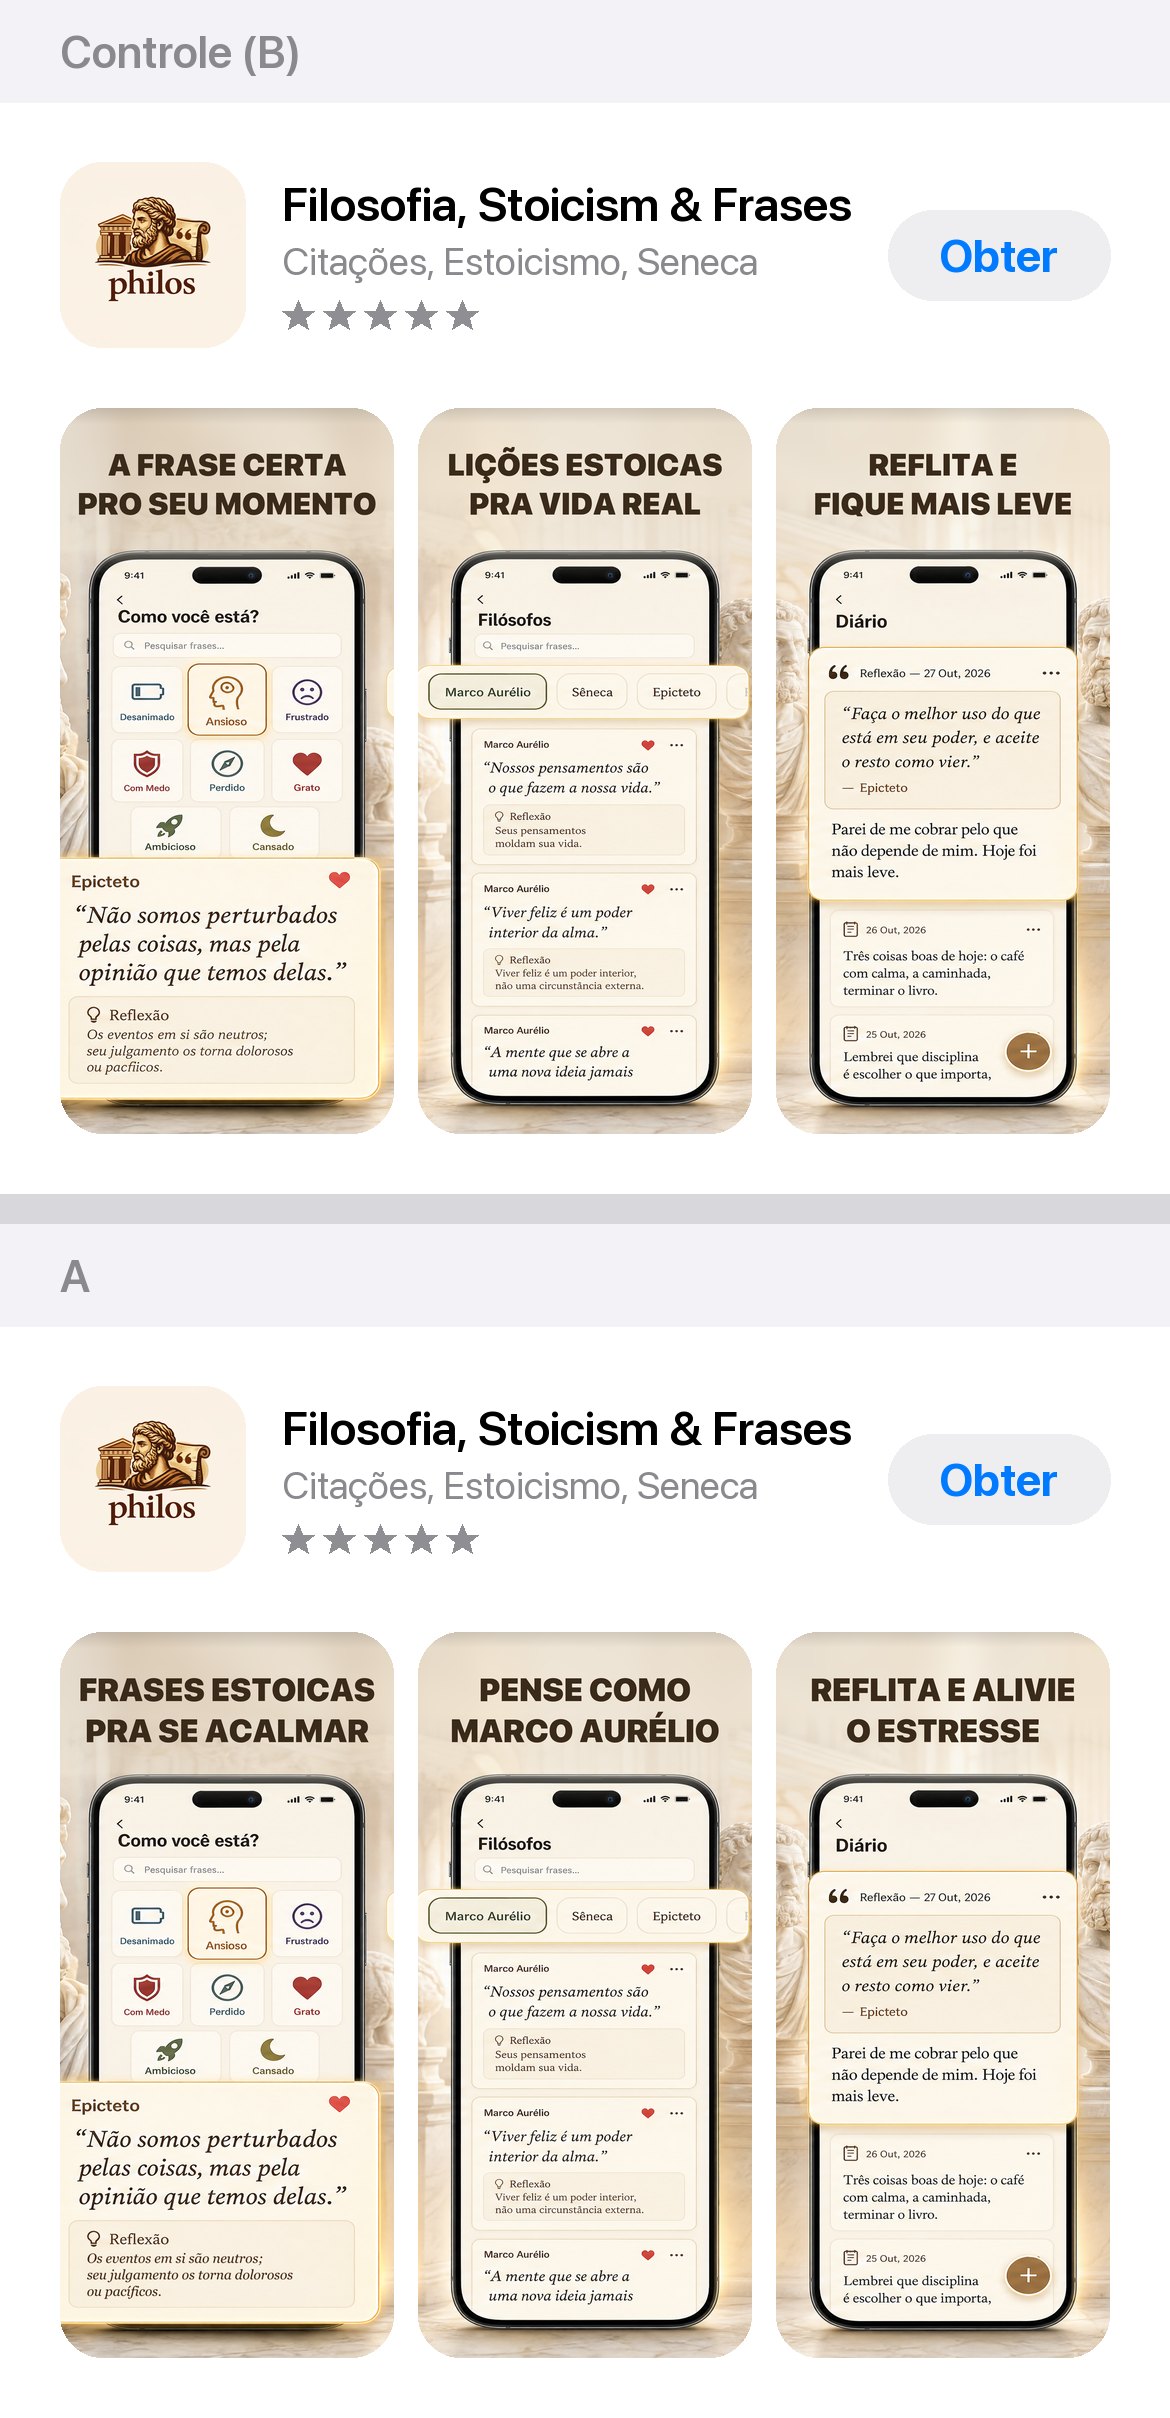 Controle (B)
philos
Filosofia, Stoicism & Frases
Citações, Estoicismo, Seneca
Obter
A FRASE CERTA
PRO SEU MOMENTO
9:41
Como você está?
Pesquisar frases...
Desanimado
Ansioso
Frustrado
Com Medo
Perdido
Grato
Ambicioso
Cansado
Epicteto
“Não somos perturbados
pelas coisas, mas pela
opinião que temos delas.”
Reflexão
Os eventos em si são neutros;
seu julgamento os torna dolorosos
ou pacfiicos.
LIÇÕES ESTOICAS
PRA VIDA REAL
9:41
Filósofos
Pesquisar frases...
Marco Aurélio
Sêneca
Epicteto
Marco Aurélio
“Nossos pensamentos são
o que fazem a nossa vida.”
Reflexão
Seus pensamentos
moldam sua vida.
Marco Aurélio
“Viver feliz é um poder
interior da alma.”
Reflexão
Viver feliz é um poder interior,
não uma circunstância externa.
Marco Aurélio
“A mente que se abre a
uma nova ideia jamais
REFLITA E
FIQUE MAIS LEVE
9:41
Diário
Reflexão — 27 Out, 2026
“Faça o melhor uso do que
está em seu poder, e aceite
o resto como vier.”
— Epicteto
Parei de me cobrar pelo que
não depende de mim. Hoje foi
mais leve.
26 Out, 2026
Três coisas boas de hoje: o café
com calma, a caminhada,
terminar o livro.
25 Out, 2026
Lembrei que disciplina
é escolher o que importa,
A
philos
Filosofia, Stoicism & Frases
Citações, Estoicismo, Seneca
Obter
FRASES ESTOICAS
PRA SE ACALMAR
9:41
Como você está?
Pesquisar frases...
Desanimado
Ansioso
Frustrado
Com Medo
Perdido
Grato
Ambicioso
Cansado
Epicteto
“Não somos perturbados
pelas coisas, mas pela
opinião que temos delas.”
Reflexão
Os eventos em si são neutros;
seu julgamento os torna dolorosos
ou pacíficos.
PENSE COMO
MARCO AURÉLIO
9:41
Filósofos
Pesquisar frases...
Marco Aurélio
Sêneca
Epicteto
Marco Aurélio
“Nossos pensamentos são
o que fazem a nossa vida.”
Reflexão
Seus pensamentos
moldam sua vida.
Marco Aurélio
“Viver feliz é um poder
interior da alma.”
Reflexão
Viver feliz é um poder interior,
não uma circunstância externa.
Marco Aurélio
“A mente que se abre a
uma nova ideia jamais
REFLITA E ALIVIE
O ESTRESSE
9:41
Diário
Reflexão — 27 Out, 2026
“Faça o melhor uso do que
está em seu poder, e aceite
o resto como vier.”
— Epicteto
Parei de me cobrar pelo que
não depende de mim. Hoje foi
mais leve.
26 Out, 2026
Três coisas boas de hoje: o café
com calma, a caminhada,
terminar o livro.
25 Out, 2026
Lembrei que disciplina
é escolher o que importa,